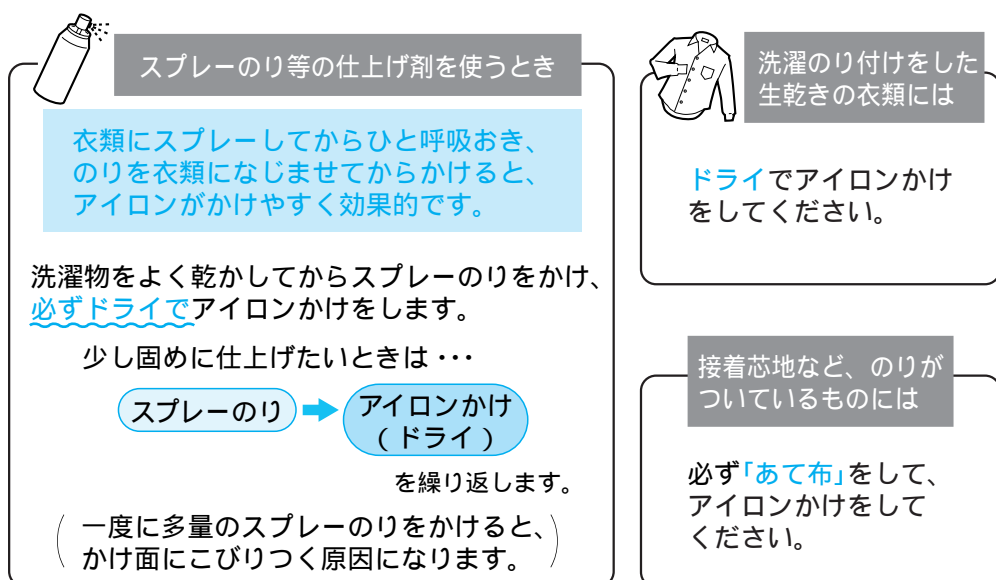 スプレーのり等の仕上げ剤を使うとき
衣類にスプレーしてからひと呼吸おき、
のりを衣類になじませてからかけると、
アイロンがかけやすく効果的です。
洗濯物をよく乾かしてからスプレーのりをかけ、
必ずドライでアイロンかけをします。
少し固めに仕上げたいときは・・・
スプレーのり
アイロンかけ
(ドライ)
を繰り返します。
(一度に多量のスプレーのりをかけると、
かけ面にこびりつく原因になります。)
洗濯のり付けをした
生乾きの衣類には
ドライでアイロンかけ
をしてください。
接着芯地など、のりが
ついているものには
必ず「あて布」をして、
アイロンかけをして
ください。